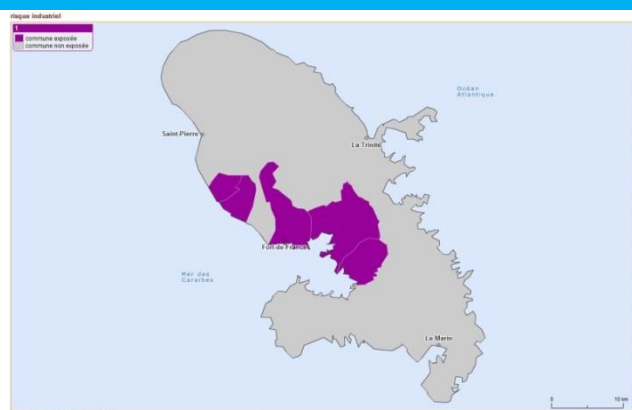 risque industriel
1
commune exposée
commune non exposée
Océan
Atlantique
Saint-Pierre
La Trinité
Fort-de-France
Mer des
Caraïbes
Le Marin
0 10 km